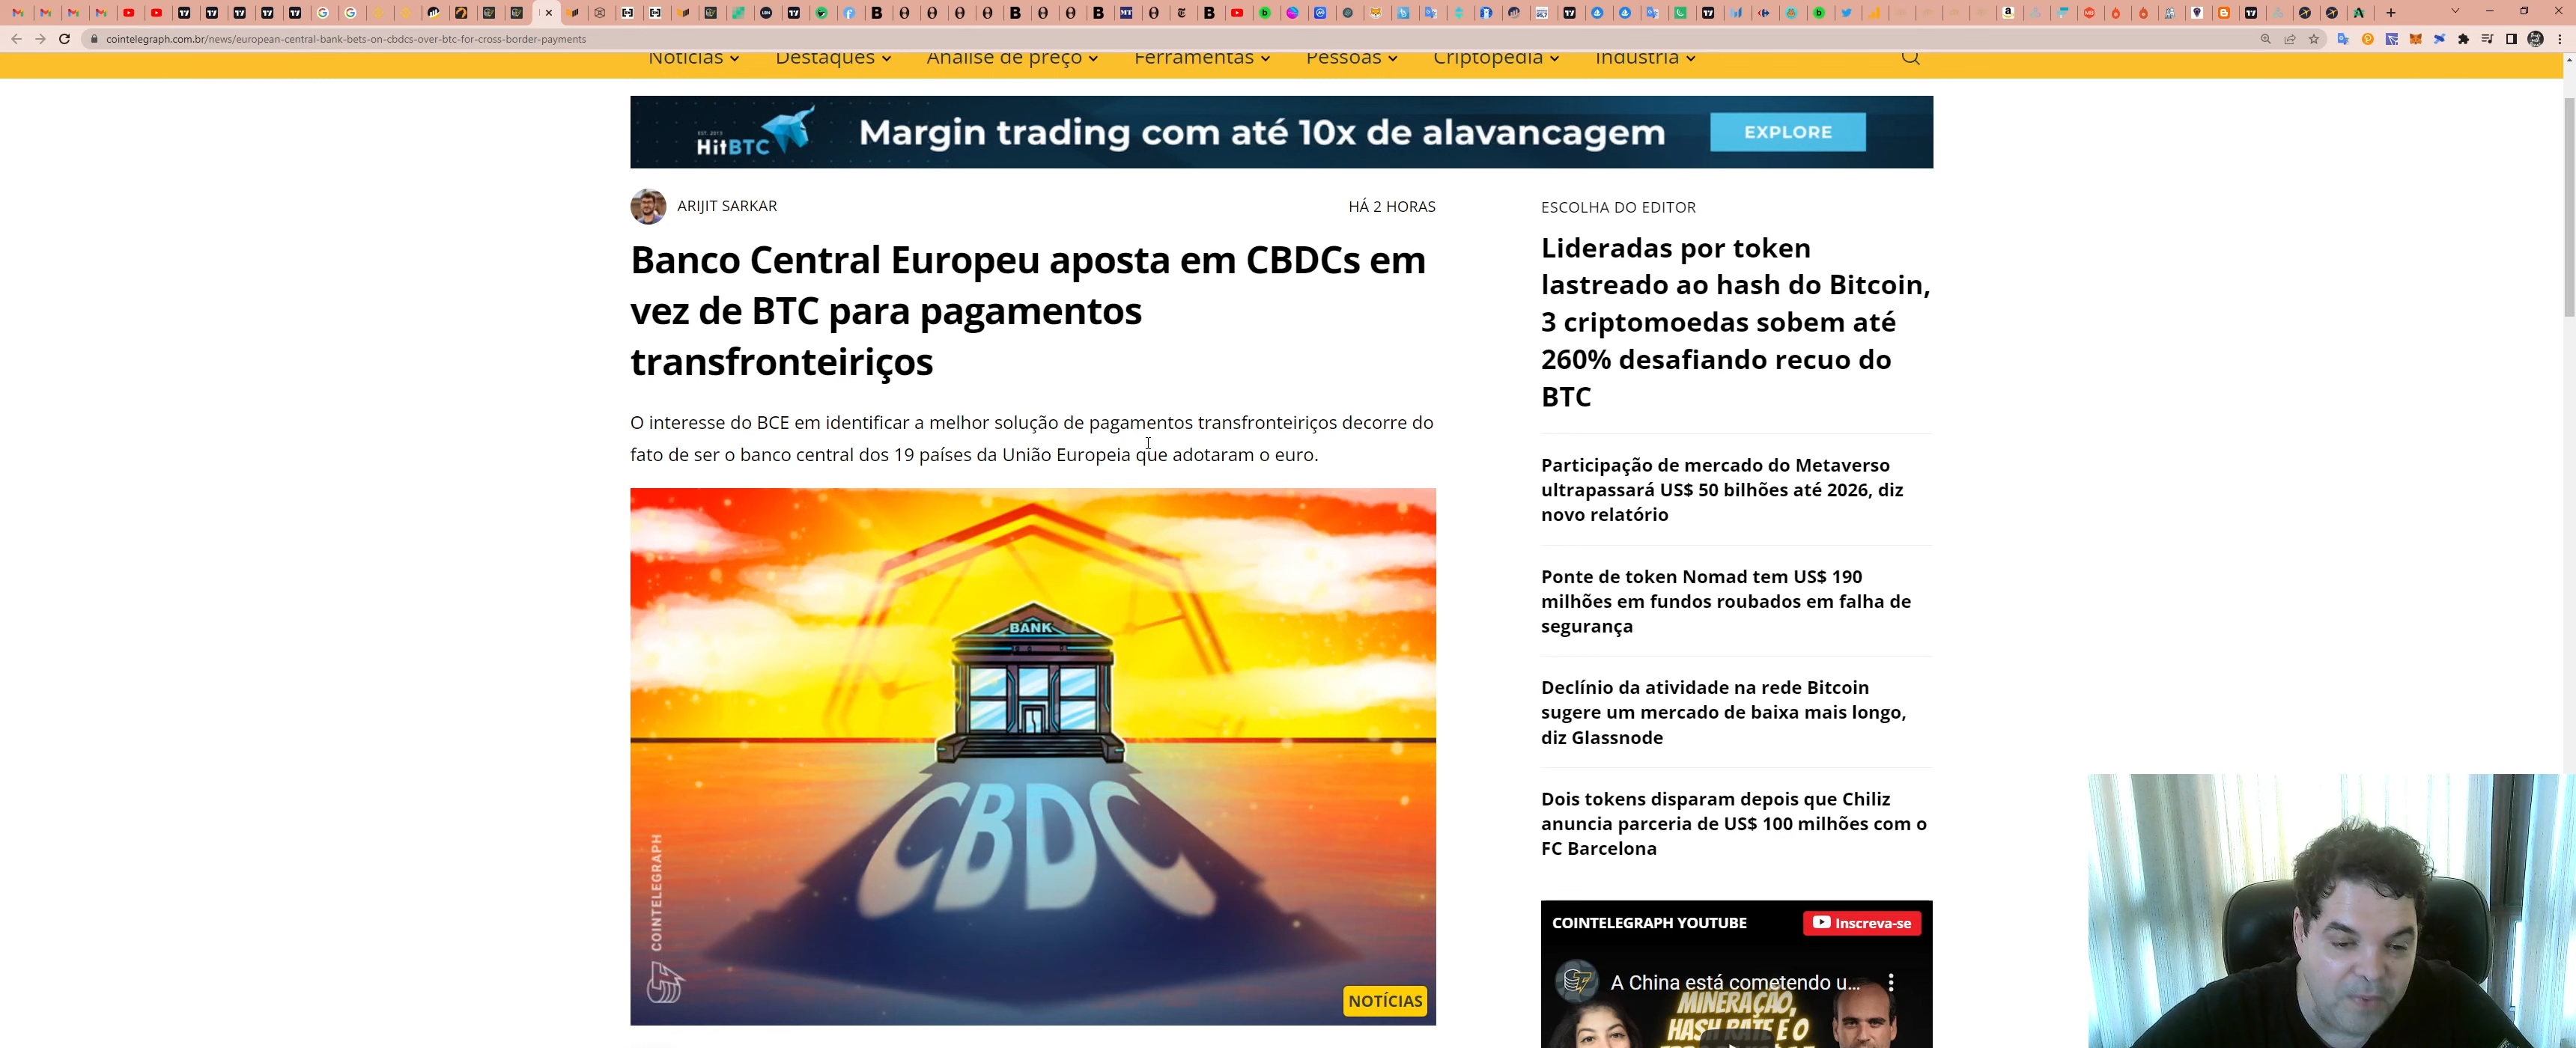 cointelegraph.com.br/news/european-central-bank-bets-on-cbdcs-over-btc-for-cross-border-payments
Notícias
Destaques
Análise de preço
Ferramentas
Pessoas
Criptopédia
Indústria
EST. 2013
HitBTC
Margin trading com até 10x de alavancagem
EXPLORE
ARIJIT SARKAR
HÁ 2 HORAS
Banco Central Europeu aposta em CBDCs em
vez de BTC para pagamentos
transfronteiriços
O interesse do BCE em identificar a melhor solução de pagamentos transfronteiriços decorre do
fato de ser o banco central dos 19 países da União Europeia que adotaram o euro.
BANK
CBDC
COINTELEGRAPH
NOTÍCIAS
ESCOLHA DO EDITOR
Lideradas por token
lastreado ao hash do Bitcoin,
3 criptomoedas sobem até
260% desafiando recuo do
BTC
Participação de mercado do Metaverso
ultrapassará US$ 50 bilhões até 2026, diz
novo relatório
Ponte de token Nomad tem US$ 190
milhões em fundos roubados em falha de
segurança
Declínio da atividade na rede Bitcoin
sugere um mercado de baixa mais longo,
diz Glassnode
Dois tokens disparam depois que Chiliz
anuncia parceria de US$ 100 milhões com o
FC Barcelona
COINTELEGRAPH YOUTUBE
Inscreva-se
A China está cometendo u...
MINERAÇÃO,
HASH RATE E O